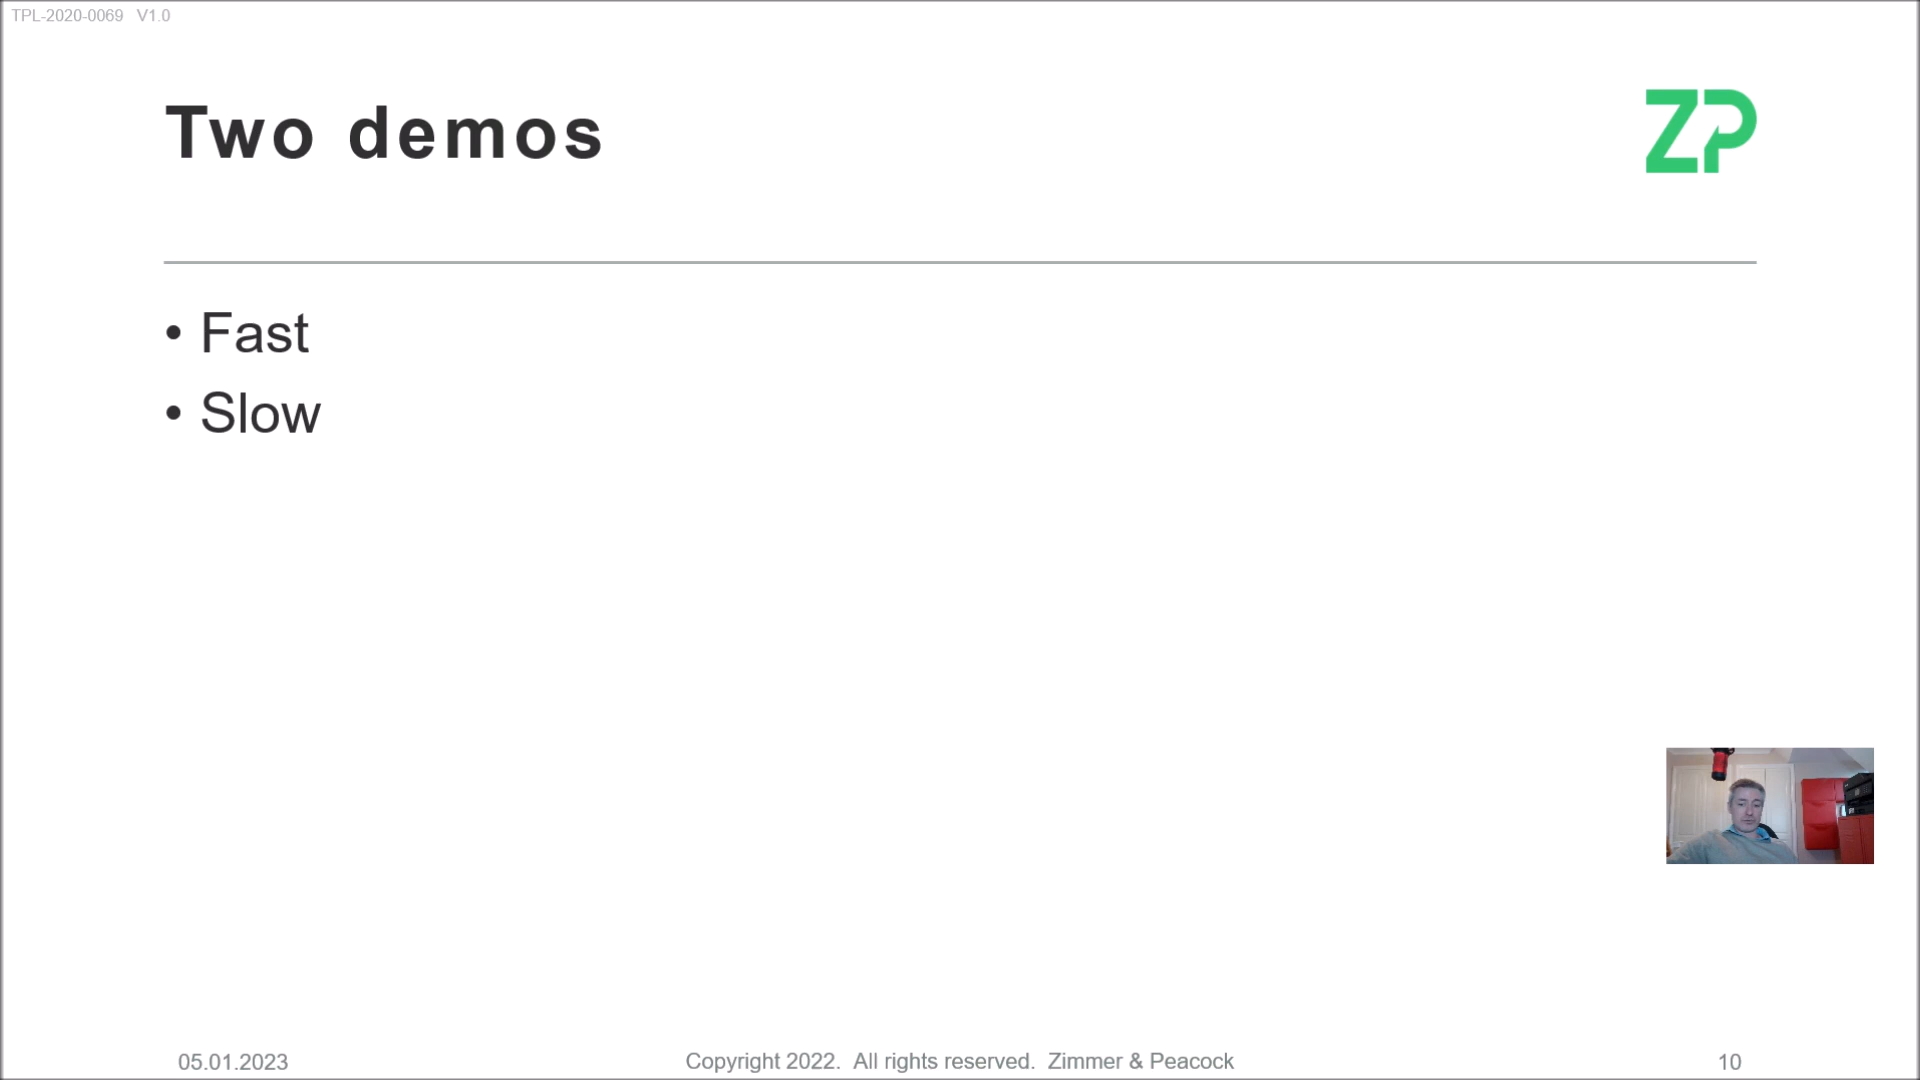 TPL-2020-0069 V1.0
Two demos
ZP
• Fast
• Slow
05.01.2023
Copyright 2022. All rights reserved. Zimmer & Peacock
10